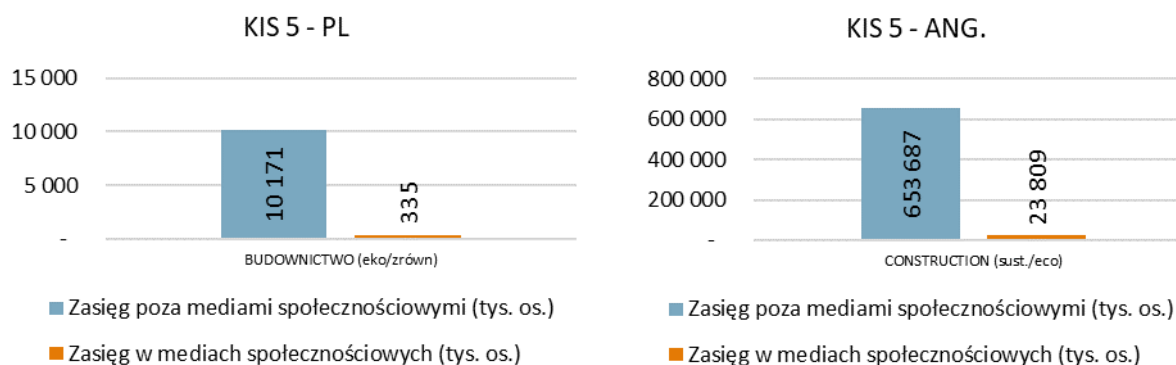 KIS 5 - PL
15 000
10 000
5 000
-
10 171
335
BUDOWNICTWO (eko/zrówn)
Zasięg poza mediami społecznościowymi (tys. os.)
Zasięg w mediach społecznościowych (tys. os.)
KIS 5 - ANG.
800 000
600 000
400 000
200 000
-
653 687
23 809
CONSTRUCTION (sust./eco)
Zasięg poza mediami społecznościowymi (tys. os.)
Zasięg w mediach społecznościowych (tys. os.)